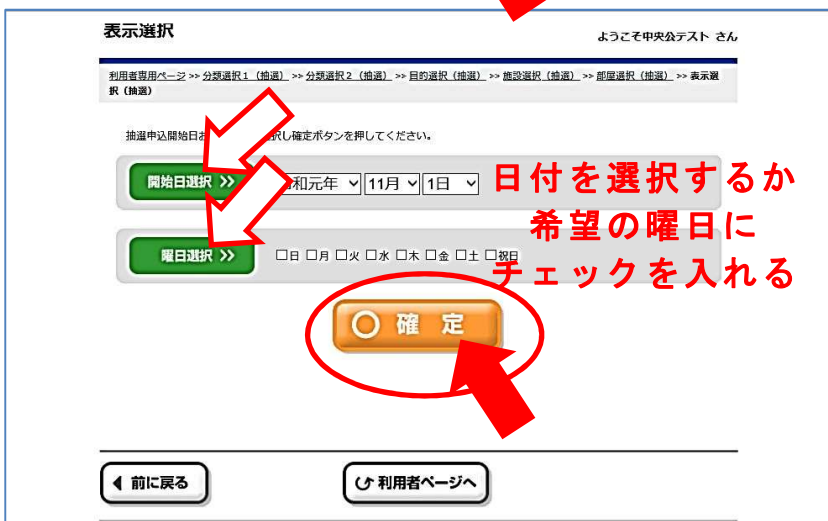 表示選択
ようこそ中央公テスト さん
利用者専用ページ >> 分類選択1（抽選） >> 分類選択2（抽選） >> 目的選択（抽選） >> 施設選択（抽選） >> 部屋選択（抽選） >> 表示選
択（抽選）
抽選申込開始日お 択し確定ボタンを押してください。
開始日選択 >> 和元年 11月 1日
日付を選択するか
希望の曜日に
曜日選択 >> □日 □月 □火 □水 □木 □金 □土 □祝日
チェックを入れる
確 定
前に戻る
利用者ページへ